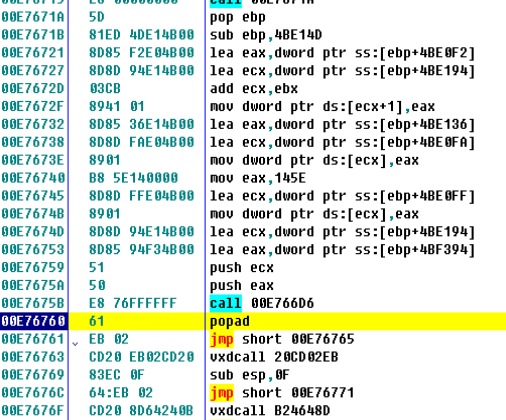 00E76715 E8 00000000 call 00E7671A
00E7671A 5D pop ebp
00E7671B 81ED 4DE14B00 sub ebp,4BE14D
00E76721 8D85 F2E04B00 lea eax,dword ptr ss:[ebp+4BE0F2]
00E76727 8D8D 94E14B00 lea ecx,dword ptr ss:[ebp+4BE194]
00E7672D 03CB add ecx,ebx
00E7672F 8941 01 mov dword ptr ds:[ecx+1],eax
00E76732 8D85 36E14B00 lea eax,dword ptr ss:[ebp+4BE136]
00E76738 8D8D FAE04B00 lea ecx,dword ptr ss:[ebp+4BE0FA]
00E7673E 8901 mov dword ptr ds:[ecx],eax
00E76740 B8 5E140000 mov eax,145E
00E76745 8D8D FFE04B00 lea ecx,dword ptr ss:[ebp+4BE0FF]
00E7674B 8901 mov dword ptr ds:[ecx],eax
00E7674D 8D8D 94E14B00 lea ecx,dword ptr ss:[ebp+4BE194]
00E76753 8D85 94F34B00 lea eax,dword ptr ss:[ebp+4BF394]
00E76759 51 push ecx
00E7675A 50 push eax
00E7675B E8 76FFFFFF call 00E766D6
00E76760 61 popad
00E76761 EB 02 jmp short 00E76765
00E76763 CD20 EB02CD20 vxdcall 20CD02EB
00E76769 83EC 0F sub esp,0F
00E7676C 64:EB 02 jmp short 00E76771
00E7676F CD20 8D64240B vxdcall B24648D